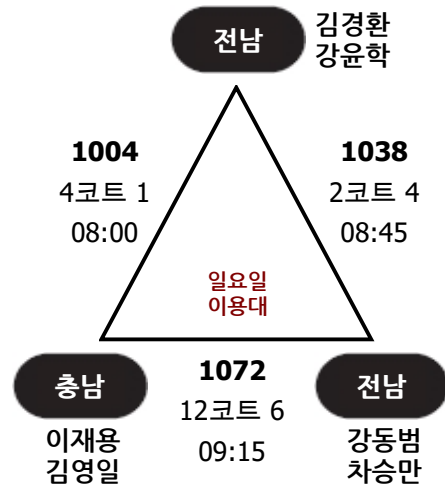 전남
김경환
강윤학
1004
4코트 1
08:00
1038
2코트 4
08:45
일요일
이용대
충남
이재용
김영일
1072
12코트 6
09:15
전남
강동범
차승만